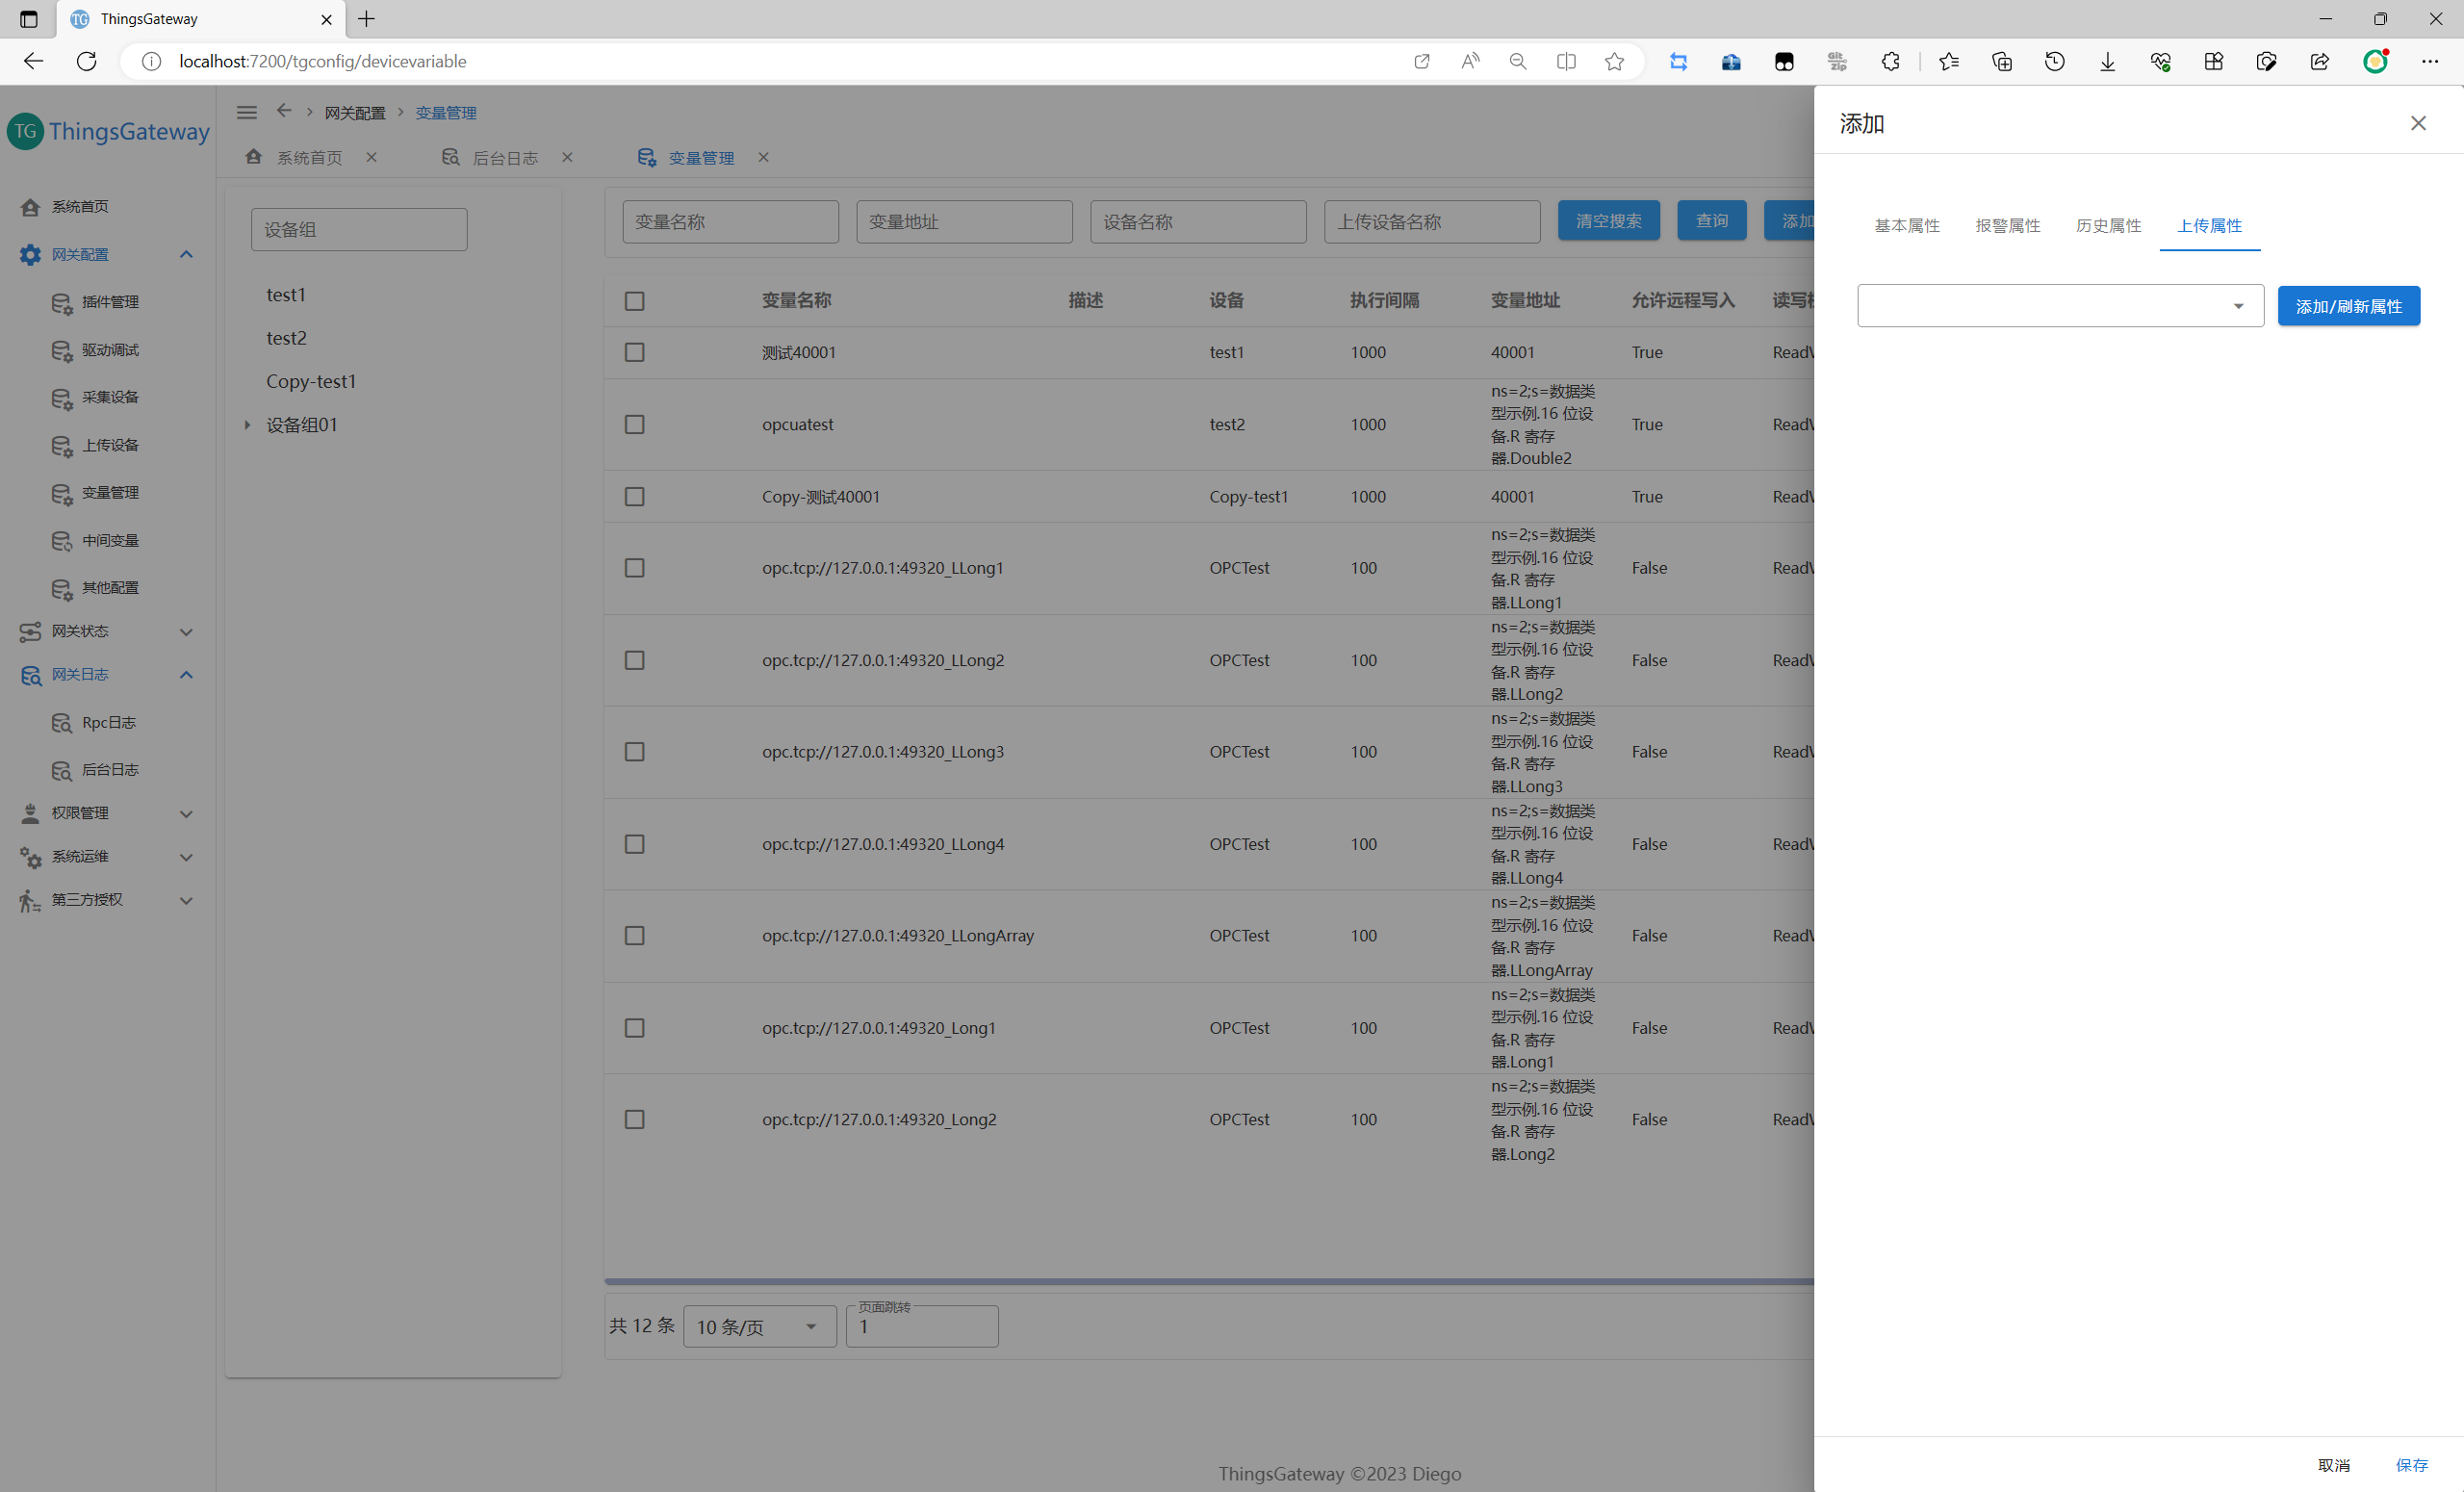 TG ThingsGateway
localhost:7200/tgconfig/devicevariable
Git Zip
TG ThingsGateway
系统首页
网关配置
插件管理
驱动调试
采集设备
上传设备
变量管理
中间变量
其他配置
网关状态
网关日志
Rpc日志
后台日志
权限管理
系统运维
第三方授权
网关配置 变量管理
系统首页 后台日志 变量管理
设备组
test1
test2
Copy-test1
设备组01
变量名称 变量地址 设备名称 上传设备名称 清空搜索 查询 添加
变量名称 描述 设备 执行间隔 变量地址 允许远程写入 读写
测试40001 test1 1000 40001 True Read
opcuatest test2 1000 ns=2;s=数据类
型示例.16 位设
备.R 寄存
器.Double2 True Read
Copy-测试40001 Copy-test1 1000 40001 True Read
opc.tcp://127.0.0.1:49320_LLong1 OPCTest 100 ns=2;s=数据类
型示例.16 位设
备.R 寄存
器.LLong1 False Read
opc.tcp://127.0.0.1:49320_LLong2 OPCTest 100 ns=2;s=数据类
型示例.16 位设
备.R 寄存
器.LLong2 False Read
opc.tcp://127.0.0.1:49320_LLong3 OPCTest 100 ns=2;s=数据类
型示例.16 位设
备.R 寄存
器.LLong3 False Read
opc.tcp://127.0.0.1:49320_LLong4 OPCTest 100 ns=2;s=数据类
型示例.16 位设
备.R 寄存
器.LLong4 False Read
opc.tcp://127.0.0.1:49320_LLongArray OPCTest 100 ns=2;s=数据类
型示例.16 位设
备.R 寄存
器.LLongArray False Read
opc.tcp://127.0.0.1:49320_Long1 OPCTest 100 ns=2;s=数据类
型示例.16 位设
备.R 寄存
器.Long1 False Read
opc.tcp://127.0.0.1:49320_Long2 OPCTest 100 ns=2;s=数据类
型示例.16 位设
备.R 寄存
器.Long2 False Read
共 12 条 10 条/页 页面跳转 1
ThingsGateway ©2023 Diego
添加
基本属性 报警属性 历史属性 上传属性
添加/刷新属性
取消 保存